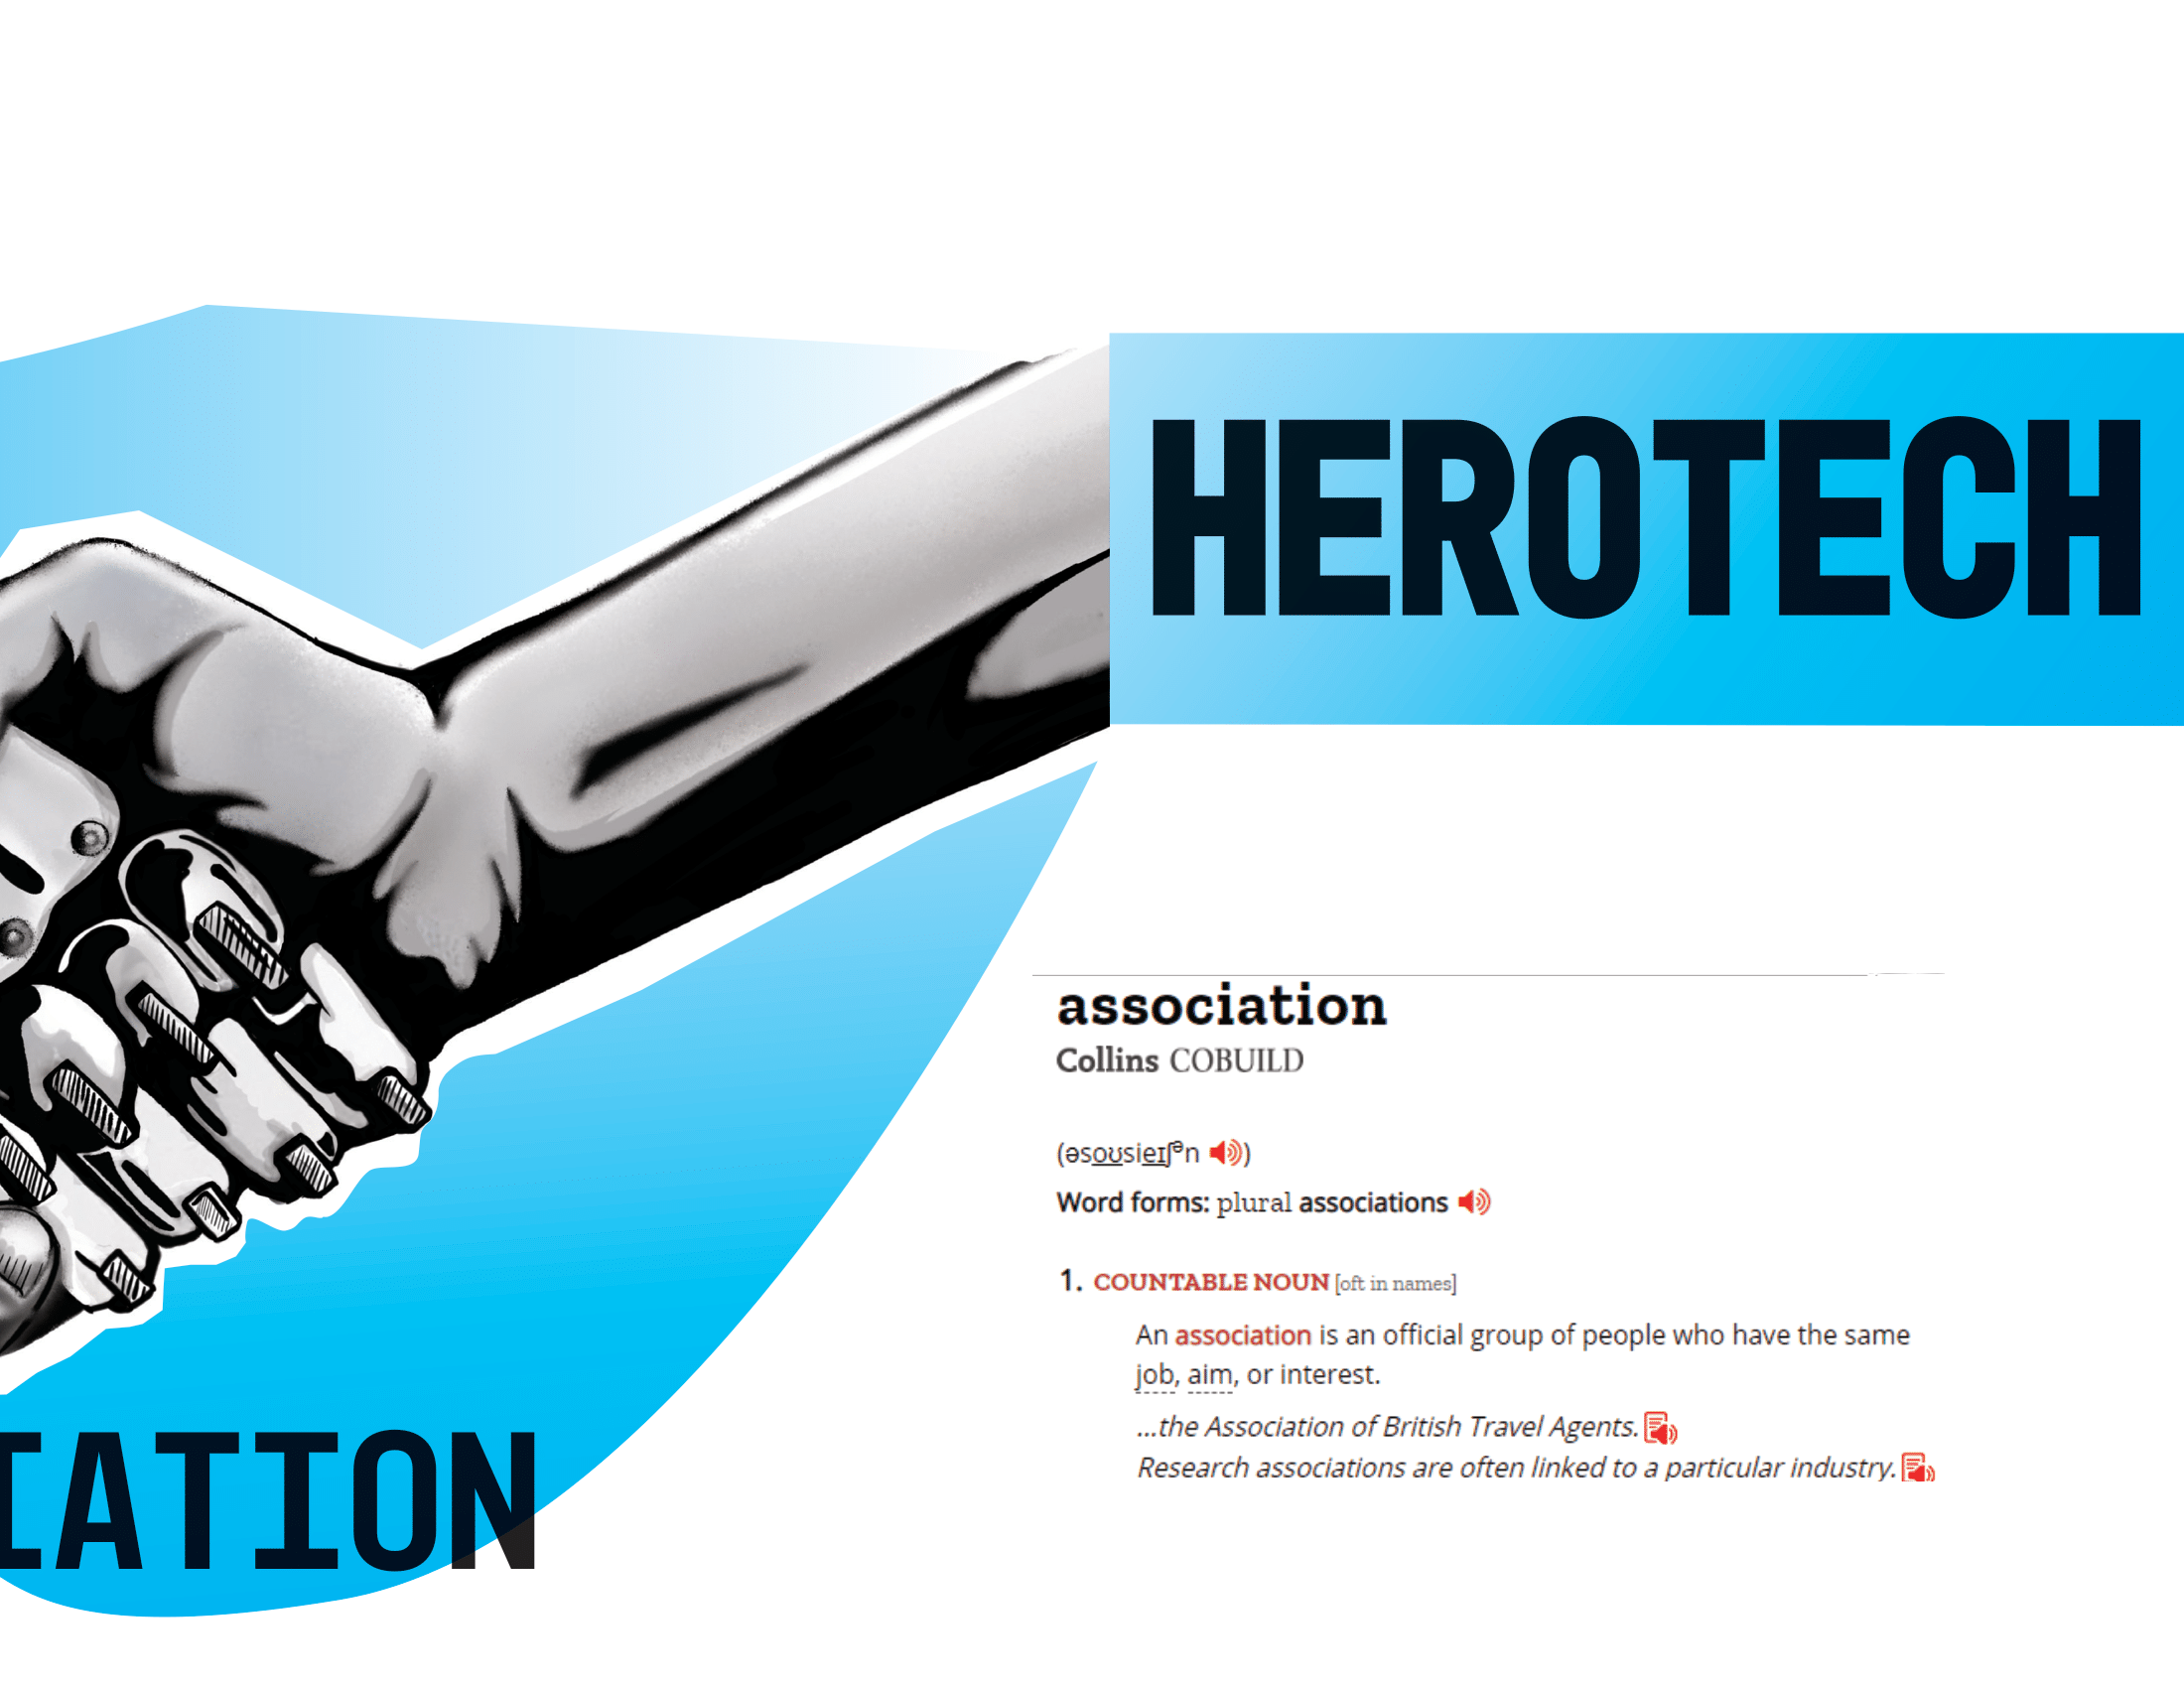 HEROTECH
association
Collins COBUILD
(əsoʊsieɪʃᵊn)
Word forms: plural associations
1. COUNTABLE NOUN [oft in names]
An association is an official group of people who have the same
job, aim, or interest.
...the Association of British Travel Agents.
Research associations are often linked to a particular industry.
IATION